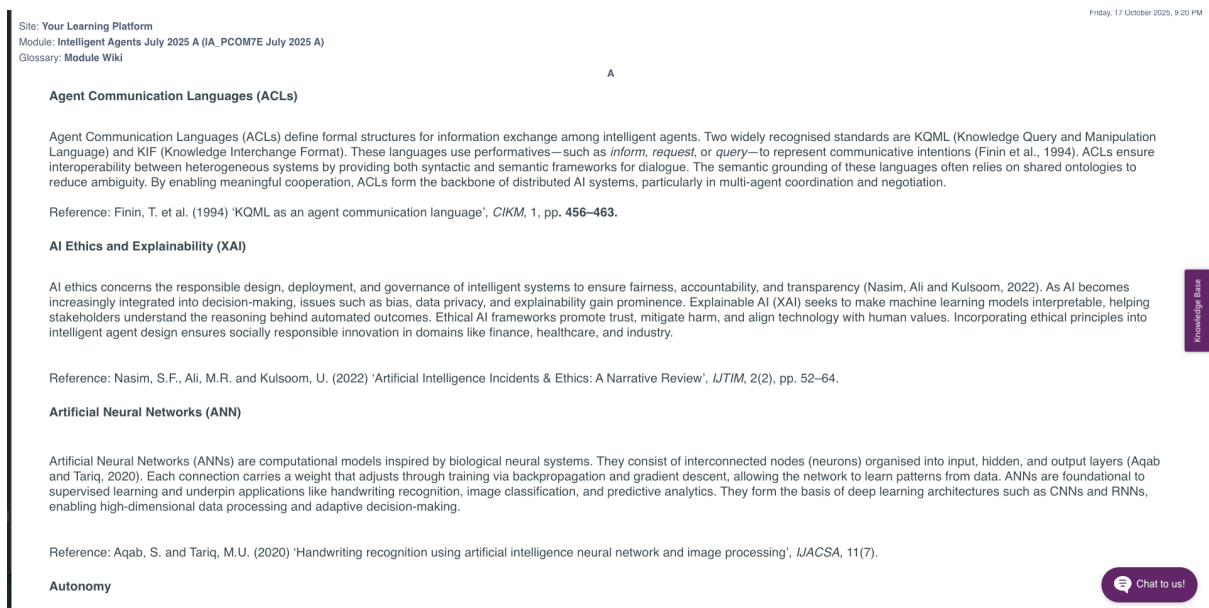 Friday, 17 October 2025, 9:20 PM
Site: Your Learning Platform
Module: Intelligent Agents July 2025 A (IA_PCOM7E July 2025 A)
Glossary: Module Wiki
A
Agent Communication Languages (ACLs)
Agent Communication Languages (ACLs) define formal structures for information exchange among intelligent agents. Two widely recognised standards are KQML (Knowledge Query and Manipulation
Language) and KIF (Knowledge Interchange Format). These languages use performatives—such as inform, request, or query—to represent communicative intentions (Finin et al., 1994). ACLs ensure
interoperability between heterogeneous systems by providing both syntactic and semantic frameworks for dialogue. The semantic grounding of these languages often relies on shared ontologies to
reduce ambiguity. By enabling meaningful cooperation, ACLs form the backbone of distributed AI systems, particularly in multi-agent coordination and negotiation.
Reference: Finin, T. et al. (1994) ‘KQML as an agent communication language’, CIKM, 1, pp. 456–463.
AI Ethics and Explainability (XAI)
AI ethics concerns the responsible design, deployment, and governance of intelligent systems to ensure fairness, accountability, and transparency (Nasim, Ali and Kulsoom, 2022). As AI becomes
increasingly integrated into decision-making, issues such as bias, data privacy, and explainability gain prominence. Explainable AI (XAI) seeks to make machine learning models interpretable, helping
stakeholders understand the reasoning behind automated outcomes. Ethical AI frameworks promote trust, mitigate harm, and align technology with human values. Incorporating ethical principles into
intelligent agent design ensures socially responsible innovation in domains like finance, healthcare, and industry.
Knowledge Base
Reference: Nasim, S.F., Ali, M.R. and Kulsoom, U. (2022) ‘Artificial Intelligence Incidents & Ethics: A Narrative Review’, IJTIM, 2(2), pp. 52–64.
Artificial Neural Networks (ANN)
Artificial Neural Networks (ANNs) are computational models inspired by biological neural systems. They consist of interconnected nodes (neurons) organised into input, hidden, and output layers (Aqab
and Tariq, 2020). Each connection carries a weight that adjusts through training via backpropagation and gradient descent, allowing the network to learn patterns from data. ANNs are foundational to
supervised learning and underpin applications like handwriting recognition, image classification, and predictive analytics. They form the basis of deep learning architectures such as CNNs and RNNs,
enabling high-dimensional data processing and adaptive decision-making.
Reference: Aqab, S. and Tariq, M.U. (2020) ‘Handwriting recognition using artificial intelligence neural network and image processing’, IJACSA, 11(7).
Autonomy
Chat to us!